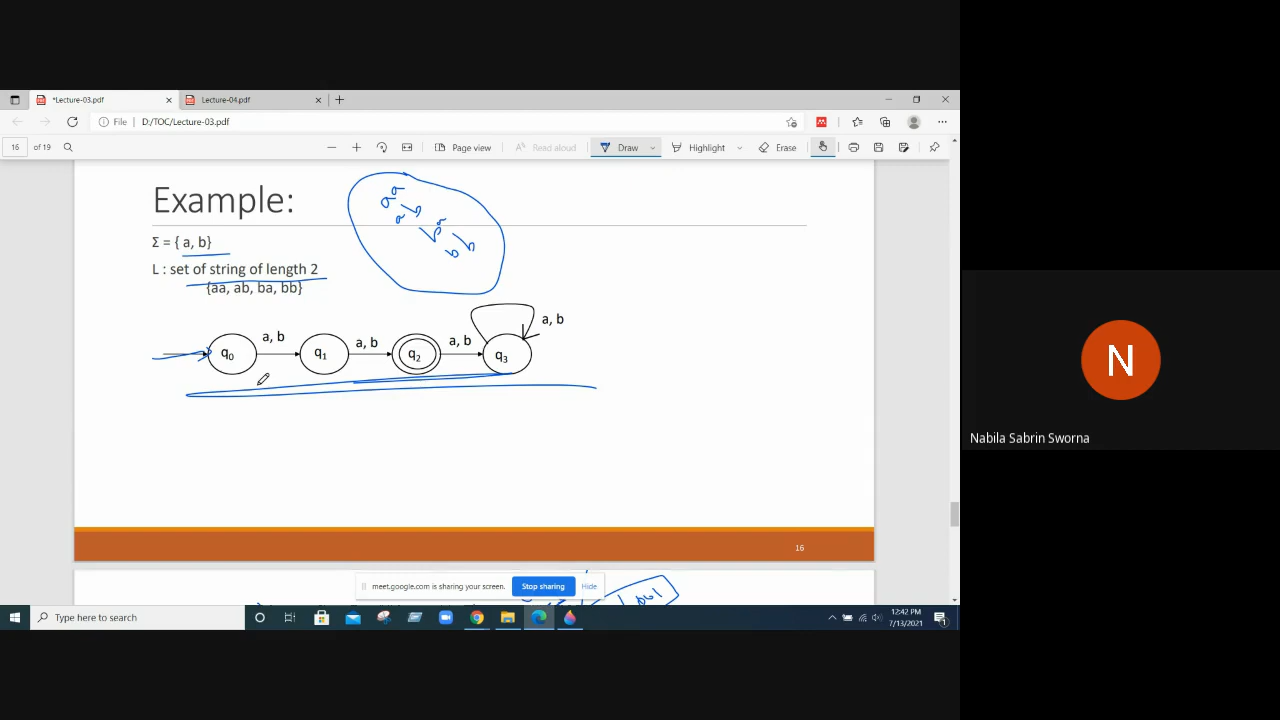 *Lecture-03.pdf
Lecture-04.pdf
File D:/TOC/Lecture-03.pdf
16 of 19 Page view Read aloud Draw Highlight Erase
Example:
Σ = { a, b}
L : set of string of length 2
{aa, ab, ba, bb}
aa
ab
ba
bb
a, b
a, b a, b a, b
q0 q1 q2 q3
16
meet.google.com is sharing your screen. Stop sharing Hide
N
Nabila Sabrin Sworna
Type here to search
12:42 PM
7/13/2021
1